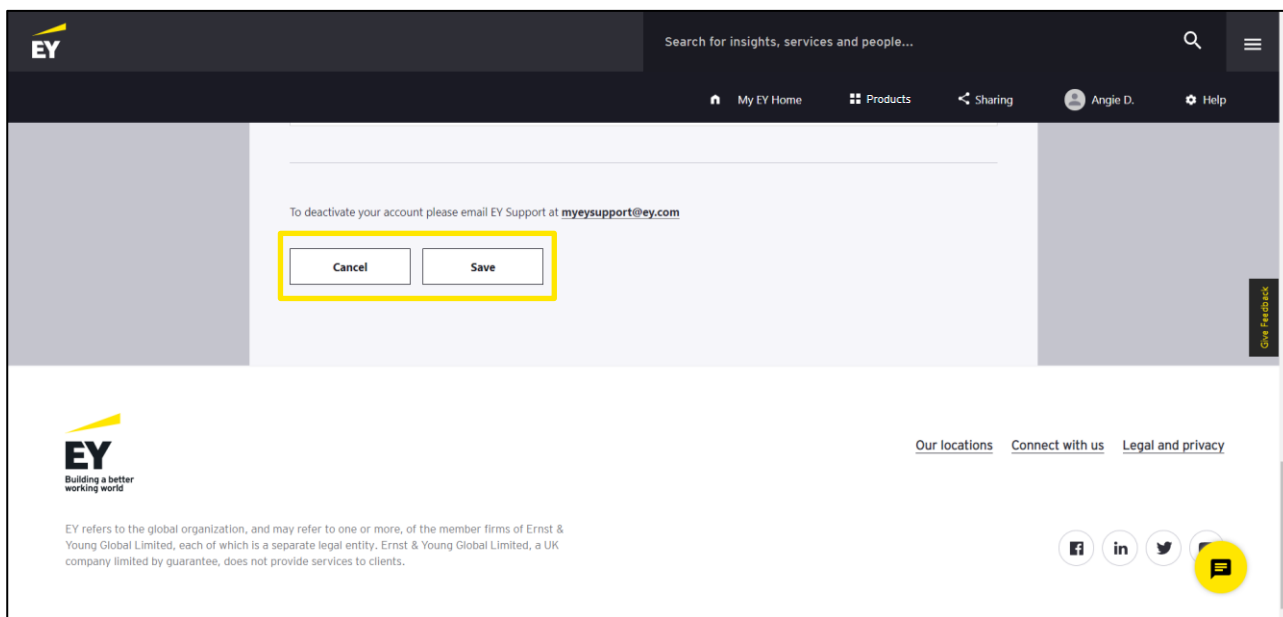 EY
Search for insights, services and people...
My EY Home
Products
Sharing
Angie D.
Help
To deactivate your account please email EY Support at myeysupport@ey.com
Cancel
Save
Give Feedback
EY
Building a better
working world
Our locations
Connect with us
Legal and privacy
EY refers to the global organization, and may refer to one or more, of the member firms of Ernst &
Young Global Limited, each of which is a separate legal entity. Ernst & Young Global Limited, a UK
company limited by guarantee, does not provide services to clients.
in